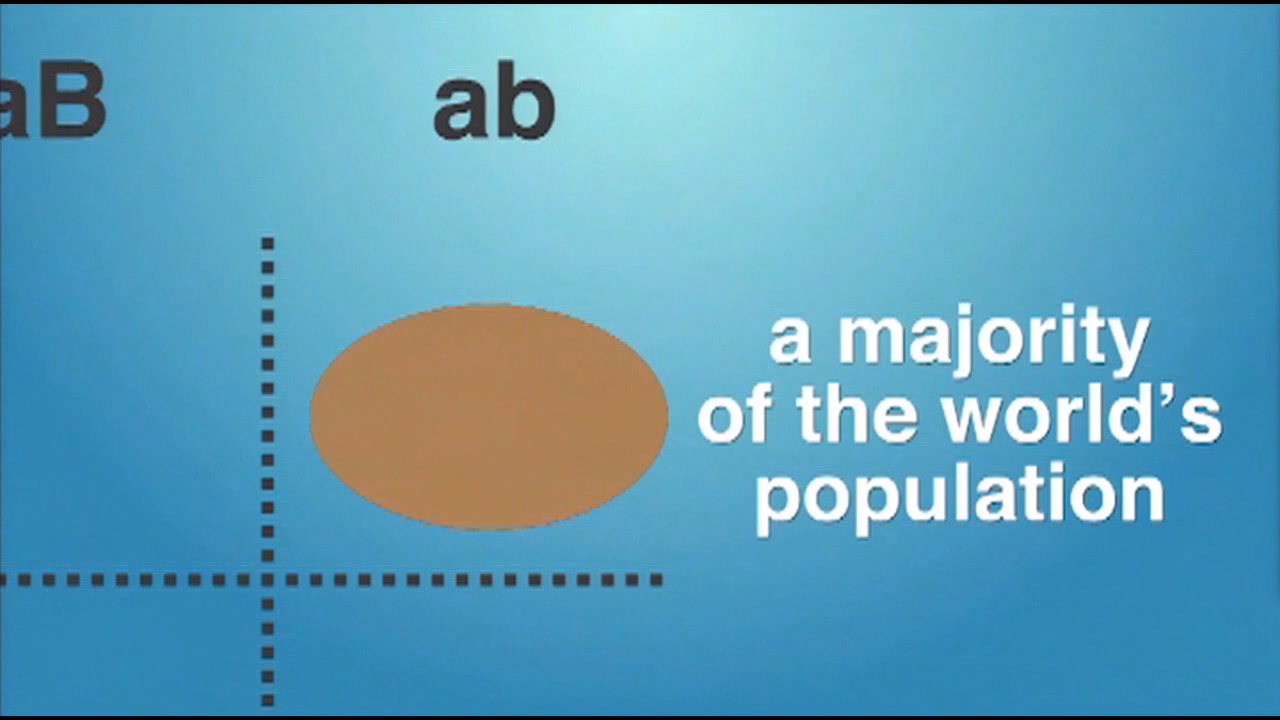 aB
ab
a majority
of the world’s
population